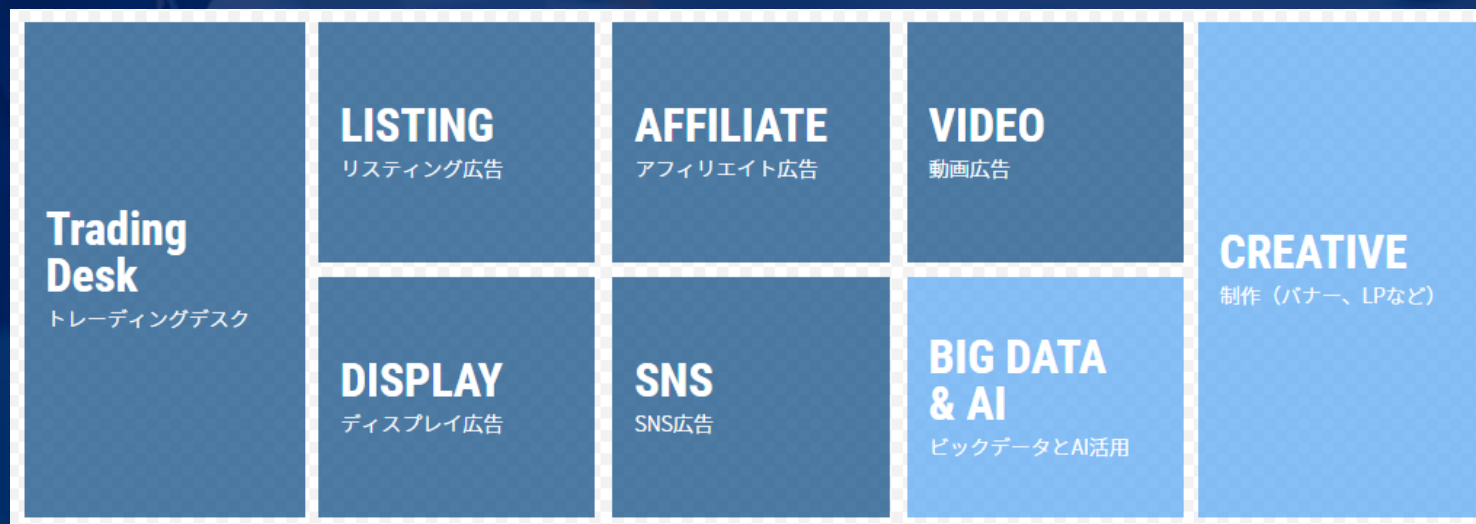 Trading
Desk
トレーディングデスク
LISTING
リスティング広告
AFFILIATE
アフィリエイト広告
VIDEO
動画広告
DISPLAY
ディスプレイ広告
SNS
SNS広告
BIG DATA
& AI
ビックデータとAI活用
CREATIVE
制作（バナー、LPなど）